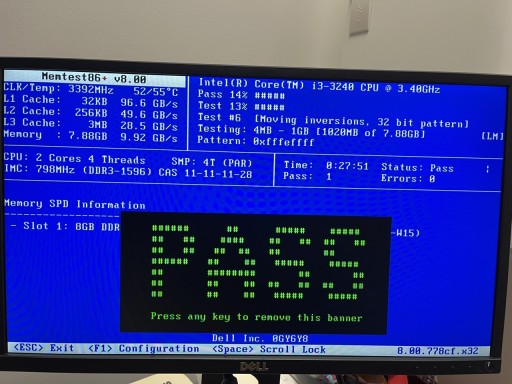 Memtest86+ v8.00
Intel(R) Core(TM) i3-3240 CPU @ 3.40GHz
CLK/Temp: 3392MHz 52/55°C
Pass 14% #####
L1 Cache: 32KB 96.6 GB/s
Test 13% #####
L2 Cache: 256KB 49.6 GB/s
Test #6 [Moving inversions, 32 bit pattern]
L3 Cache: 3MB 28.5 GB/s
Testing: 4MB - 1GB [1020MB of 7.88GB] [LM]
Memory : 7.88GB 9.92 GB/s
Pattern: 0xfffeffff
CPU: 2 Cores 4 Threads SMP: 4T (PAR)
Time: 0:27:51 Status: Pass
IMC: 798MHz (DDR3-1596) CAS 11-11-11-28
Pass: 1 Errors: 0
Memory SPD Information
- Slot 1: 8GB DDR -W15)
PASS
Press any key to remove this banner
Dell Inc. 0GY6Y8
<ESC> Exit <F1> Configuration <Space> Scroll Lock 8.00.778cf.x32
DELL